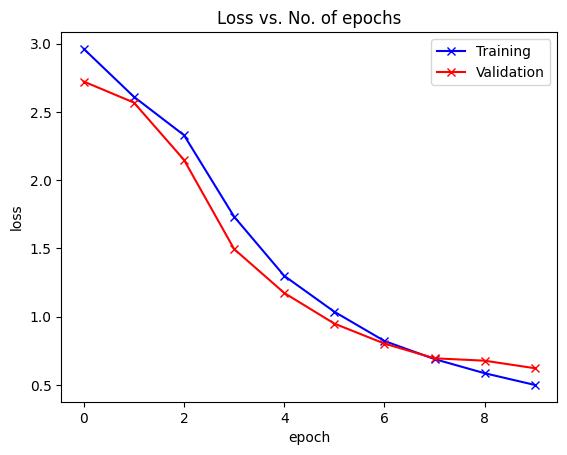 Loss vs. No. of epochs
Training
Validation
3.0
2.5
2.0
1.5
1.0
0.5
loss
0 2 4 6 8
epoch